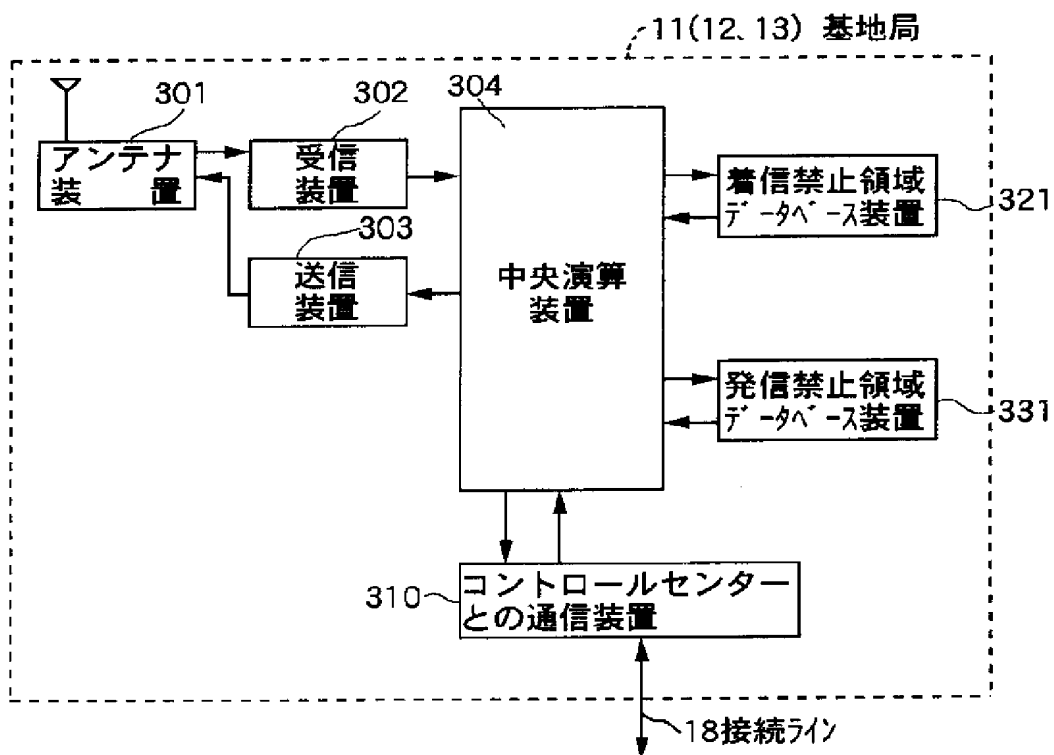 11(12、13) 基地局
301
アンテナ
装置
302
受信
装置
303
送信
装置
304
中央演算
装置
着信禁止領域
データベース装置
321
発信禁止領域
データベース装置
331
310
コントロールセンター
との通信装置
18接続ライン